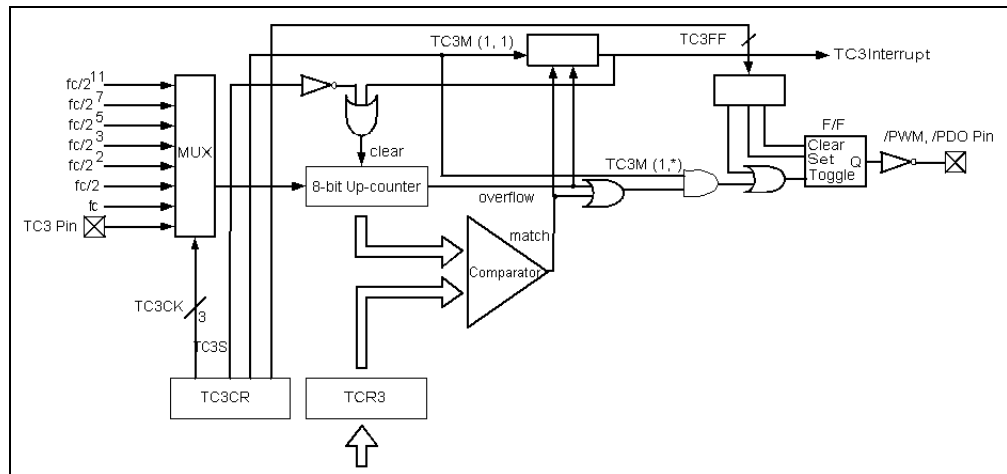 TC3M (1, 1)
TC3FF
TC3Interrupt
fc/2 11
fc/2 7
fc/2 5
fc/2 3
fc/2 2
fc/2
fc
TC3 Pin
MUX
clear
8-bit Up-counter
overflow
TC3M (1,*)
F/F
Clear
Set
Q
Toggle
/PWM, /PDO Pin
match
Comparator
TC3CK
3
TC3S
TC3CR
TCR3